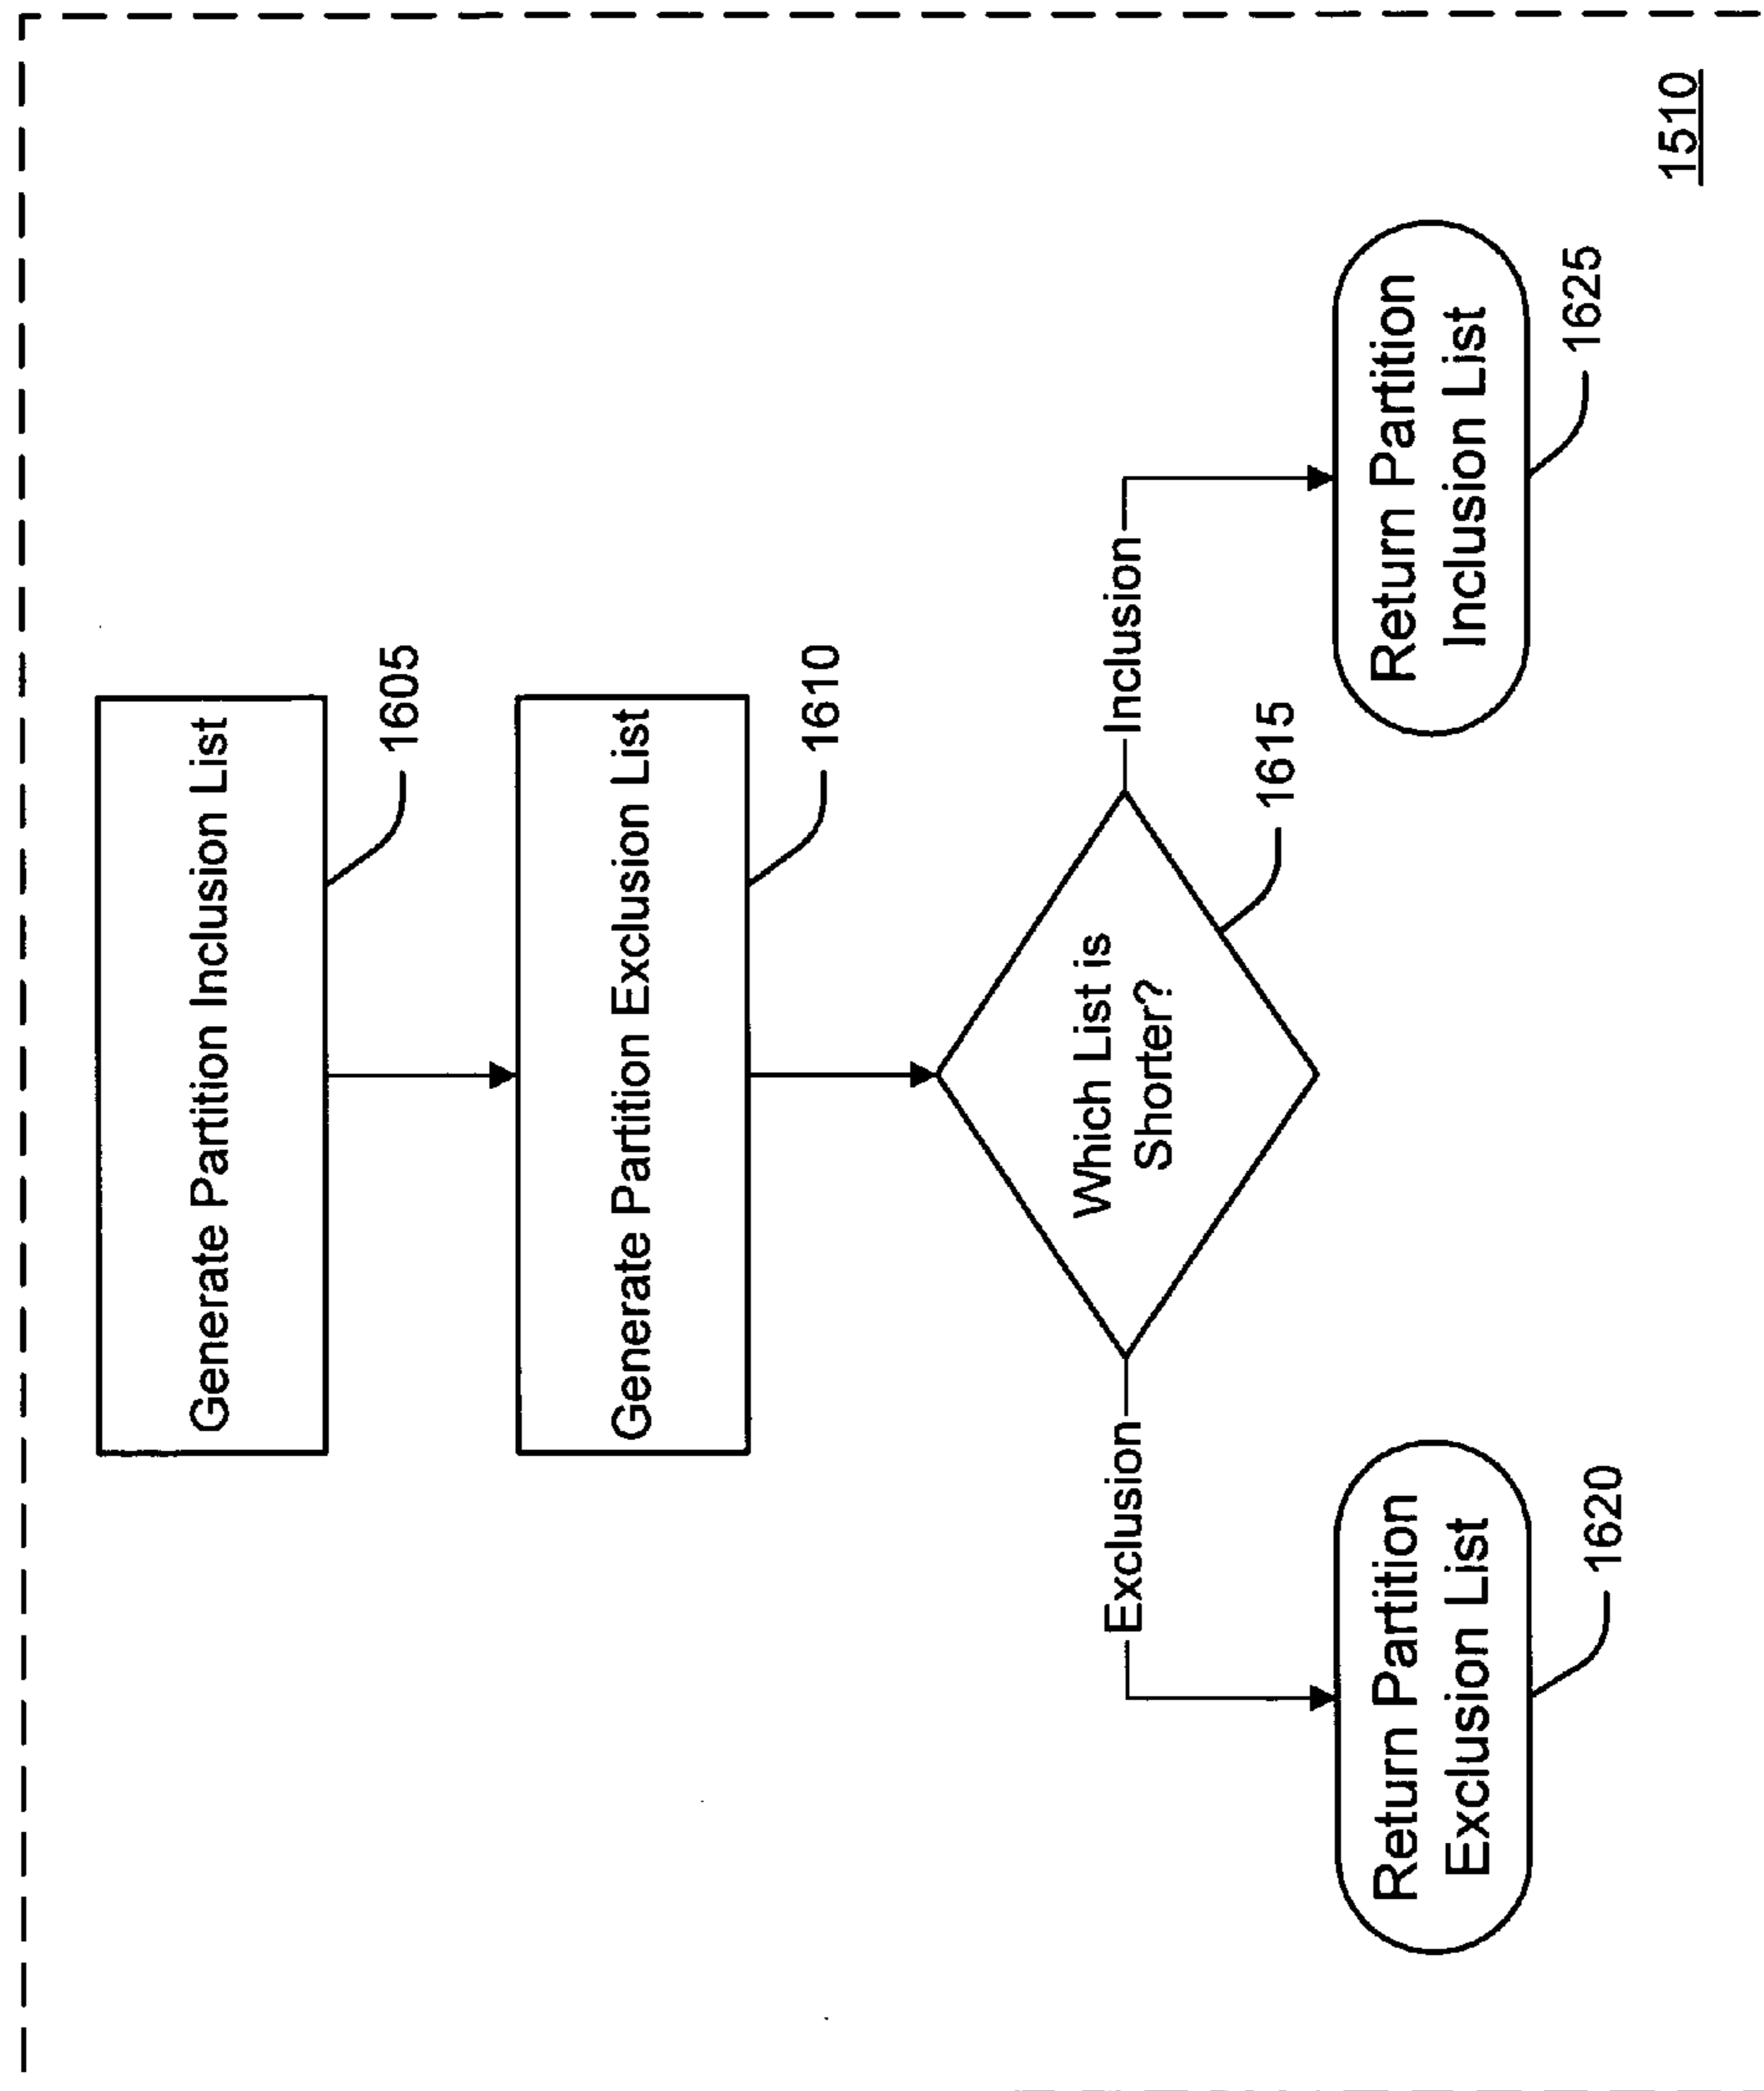 Generate Partition Inclusion List
1605
Generate Partition Exclusion List
1610
Which List is
Shorter?
1615
Exclusion
Inclusion
Return Partition
Exclusion List
1620
Return Partition
Inclusion List
1625
1510